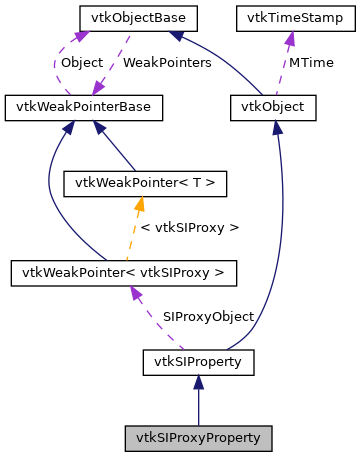 vtkObjectBase
vtkTimeStamp
Object
WeakPointers
MTime
vtkWeakPointerBase
vtkObject
vtkWeakPointer< T >
< vtkSIProxy >
vtkWeakPointer< vtkSIProxy >
SIProxyObject
vtkSIProperty
vtkSIProxyProperty